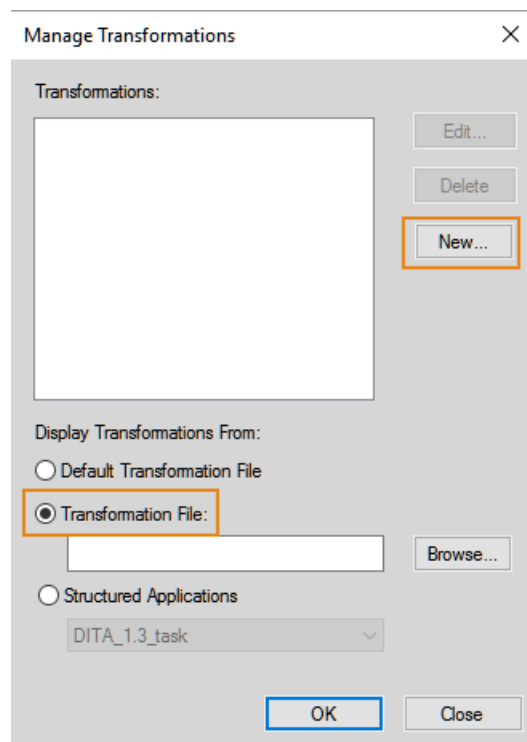 Manage Transformations
Transformations:
Edit...
Delete
New...
Display Transformations From:
Default Transformation File
Transformation File:
Browse...
Structured Applications
DITA_1.3_task
OK
Close